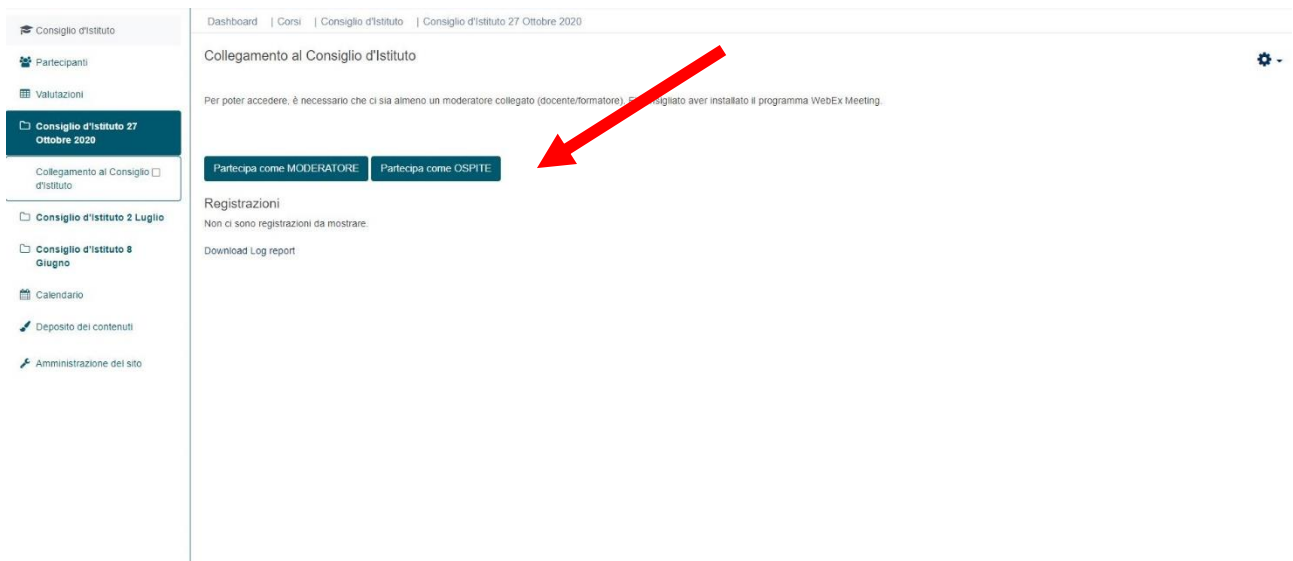 Consiglio d'Istituto
Partecipanti
Valutazioni
Consiglio d'Istituto 27
Ottobre 2020
Collegamento al Consiglio
d'Istituto
Consiglio d'Istituto 2 Luglio
Consiglio d'Istituto 8
Giugno
Calendario
Deposito dei contenuti
Amministrazione del sito
Dashboard | Corsi | Consiglio d'Istituto | Consiglio d'Istituto 27 Ottobre 2020
Collegamento al Consiglio d'Istituto
Per poter accedere, è necessario che ci sia almeno un moderatore collegato (docente/formatore). aver installato il programma WebEx Meeting.
Partecipa come MODERATORE Partecipa come OSPITE
Registrazioni
Non ci sono registrazioni da mostrare.
Download Log report